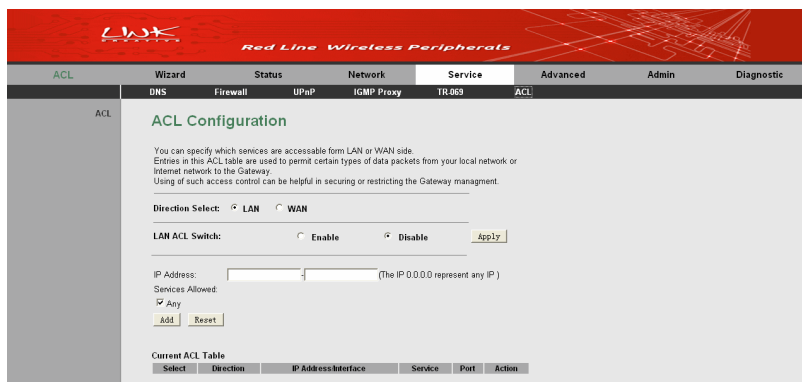 LINK
CREATIVE
Red Line Wireless Peripherals
ACL Wizard Status Network Service Advanced Admin Diagnostic
DNS Firewall UPnP IGMP Proxy TR-069 ACL
ACL
ACL Configuration
You can specify which services are accessable form LAN or WAN side.
Entries in this ACL table are used to permit certain types of data packets from your local network or
Internet network to the Gateway.
Using of such access control can be helpful in securing or restricting the Gateway managment.
Direction Select: LAN WAN
LAN ACL Switch: Enable Disable Apply
IP Address: - (The IP 0.0.0.0 represent any IP )
Services Allowed:
Any
Add Reset
Current ACL Table
Select Direction IP Address/Interface Service Port Action